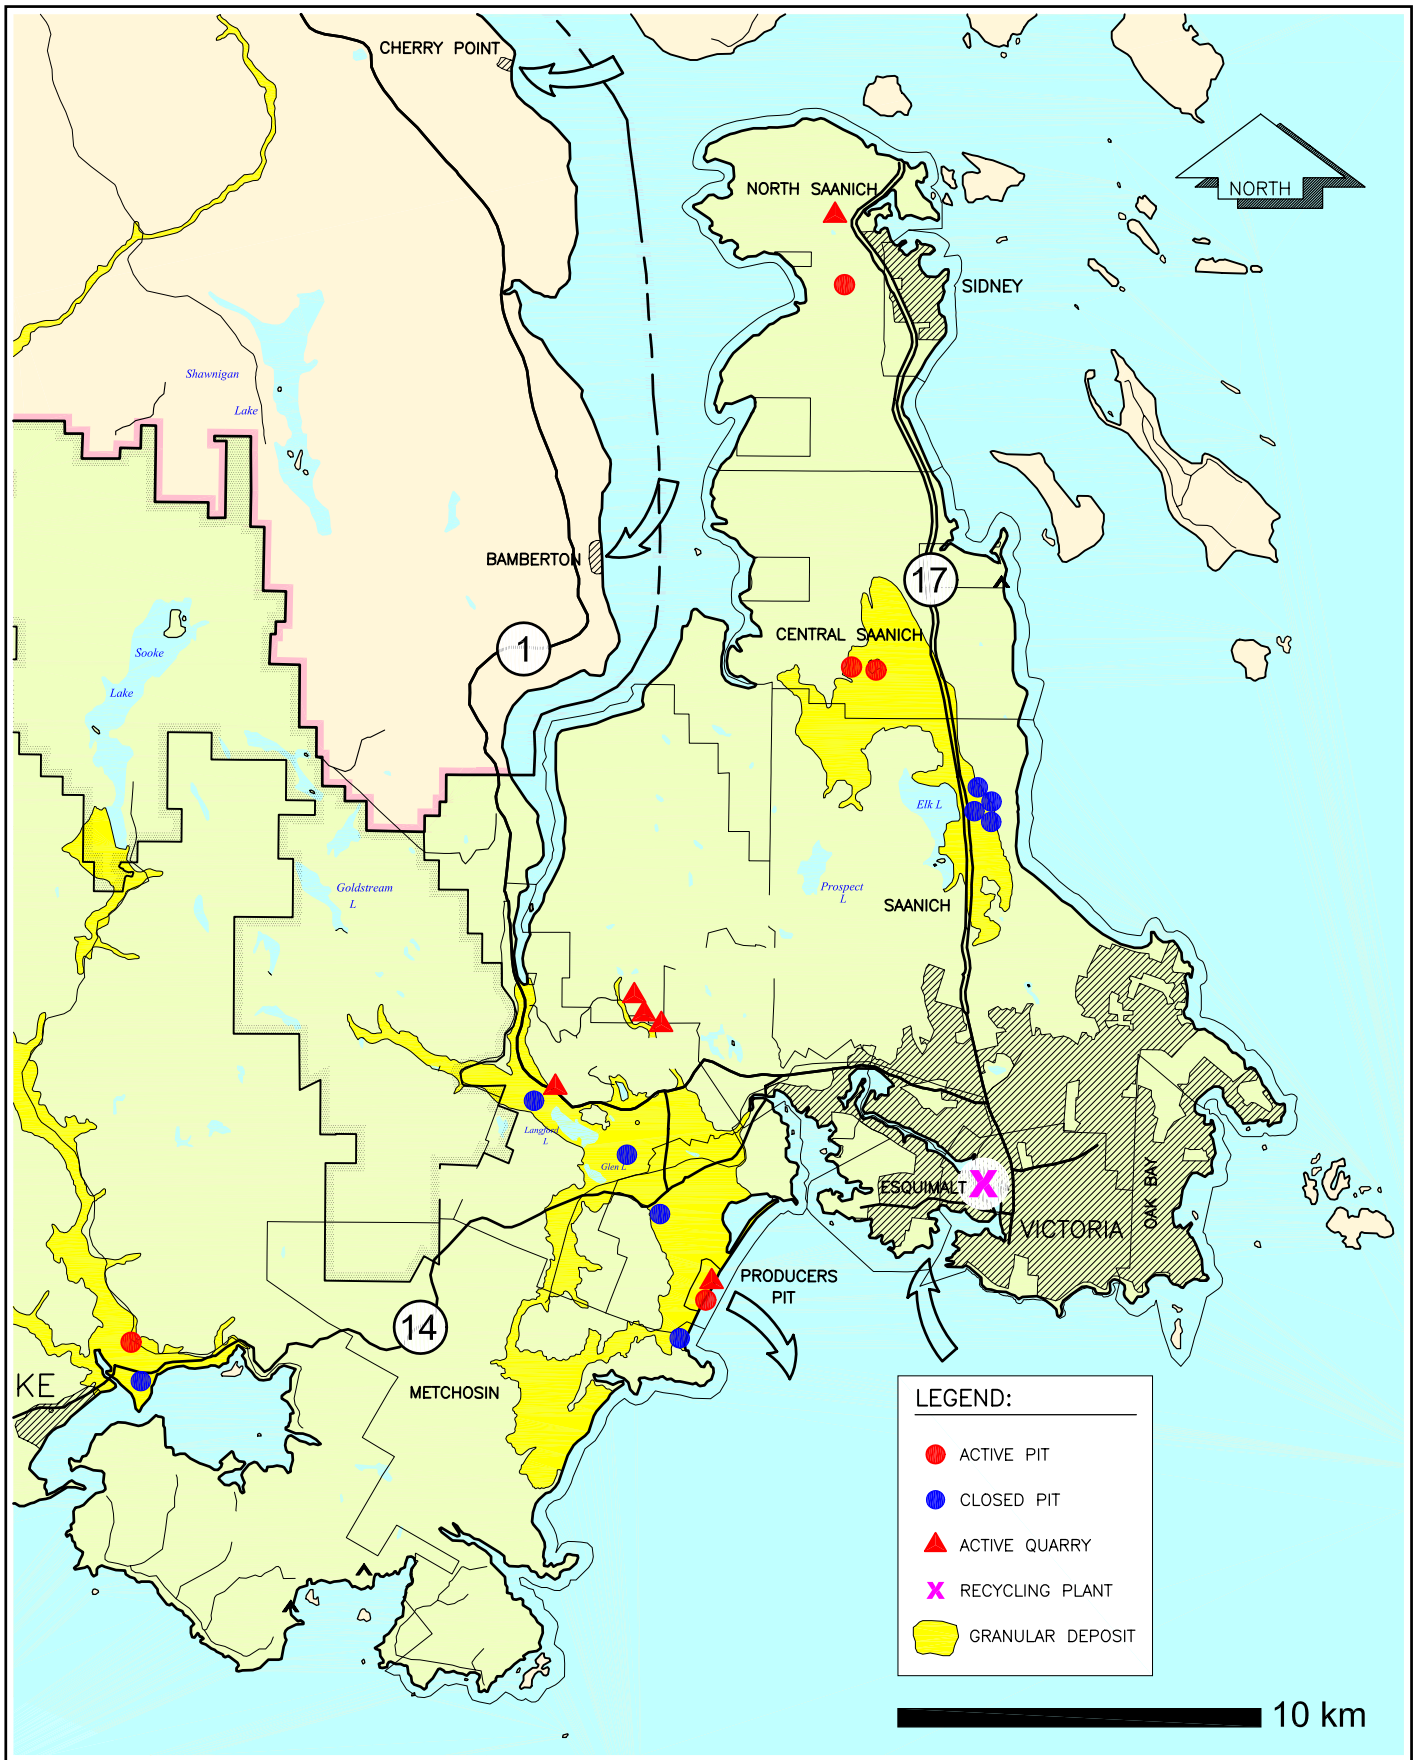 CHERRY POINT
NORTH SAANICH
NORTH
SIDNEY
Shawnigan
Lake
BAMBERTON
17
CENTRAL SAANICH
1
Sooke
Lake
Elk L
Goldstream
L
Prospect
L
SAANICH
Langford
L
Glen L
ESQUIMALT
X
OAK BAY
VICTORIA
PRODUCERS
PIT
14
KE
METCHOSIN
LEGEND:
ACTIVE PIT
CLOSED PIT
ACTIVE QUARRY
X RECYCLING PLANT
GRANULAR DEPOSIT
10 km